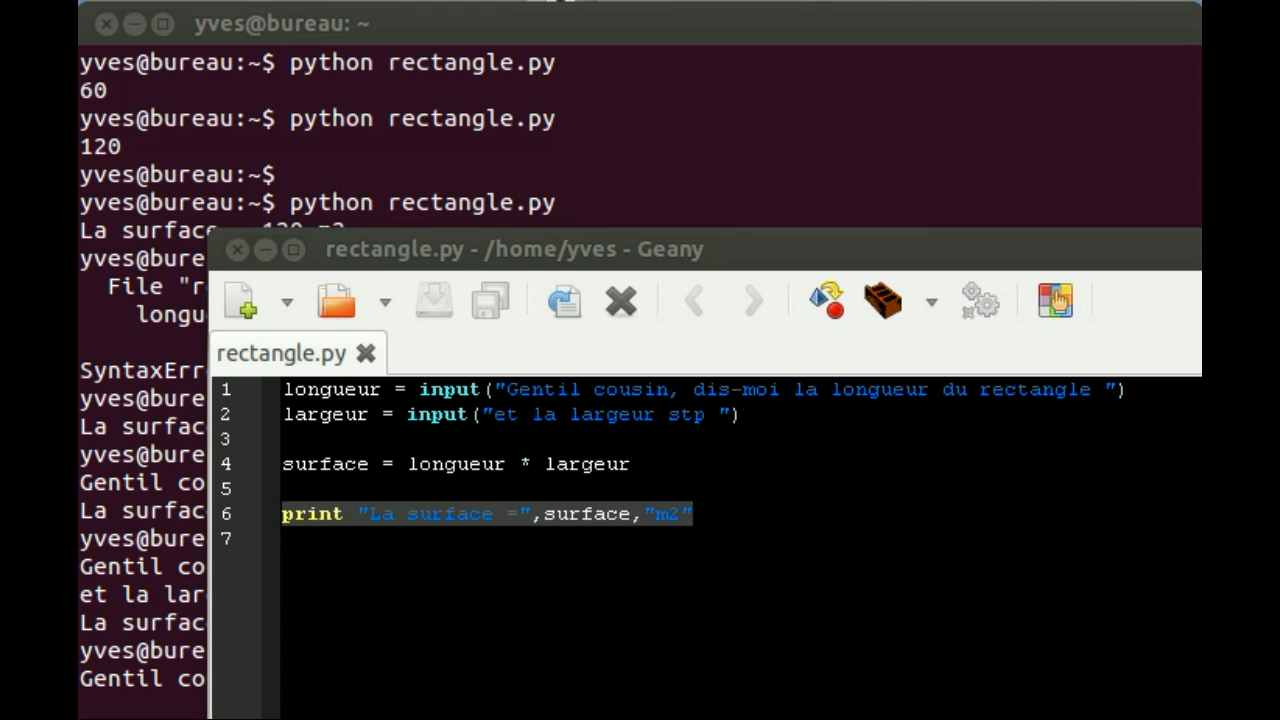 yves@bureau: ~
yves@bureau:~$ python rectangle.py
60
yves@bureau:~$ python rectangle.py
120
yves@bureau:~$
yves@bureau:~$ python rectangle.py
La surface
yves@bure
File "r
longu
SyntaxErr
yves@bure
La surfac
yves@bure
Gentil co
La surfac
yves@bure
Gentil co
et la lar
La surfac
yves@bure
Gentil co
rectangle.py - /home/yves - Geany
rectangle.py
1 longueur = input("Gentil cousin, dis-moi la longueur du rectangle ")
2 largeur = input("et la largeur stp ")
3
4 surface = longueur * largeur
5
6 print "La surface =",surface,"m2"
7